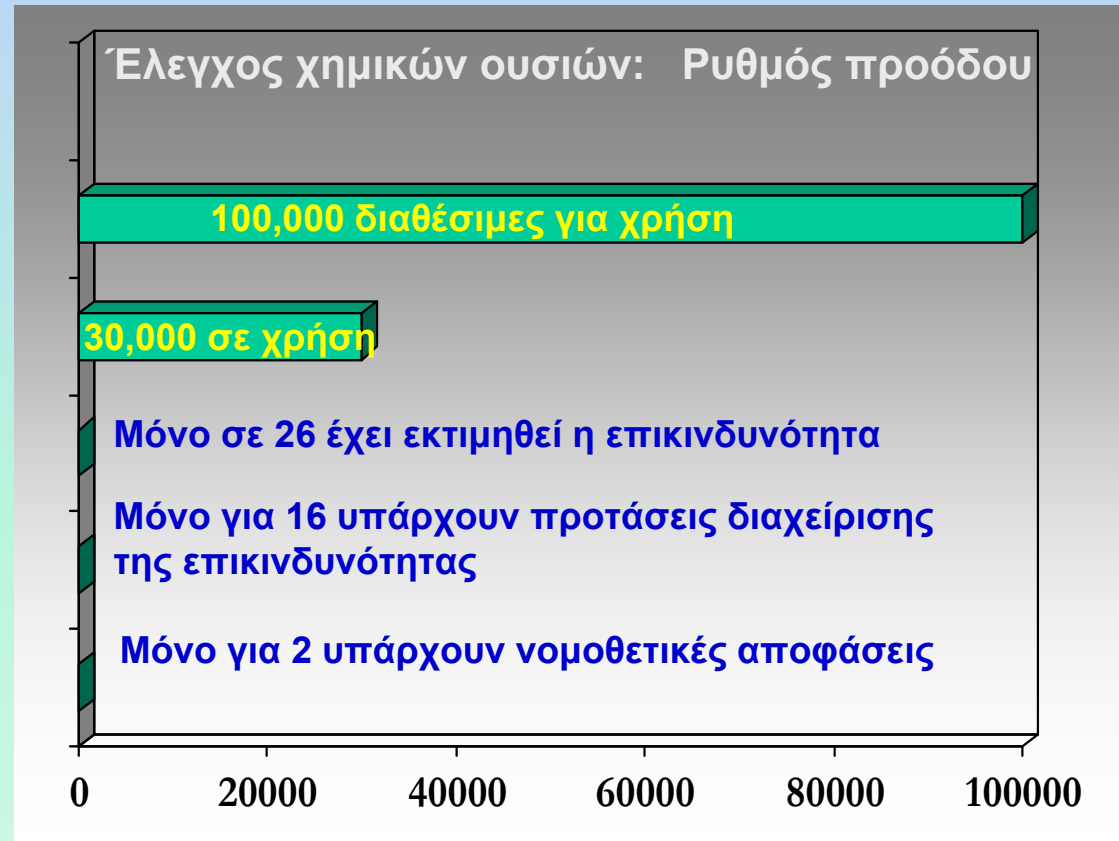 Έλεγχος χημικών ουσιών: Ρυθμός προόδου
100,000 διαθέσιμες για χρήση
30,000 σε χρήση
Μόνο σε 26 έχει εκτιμηθεί η επικινδυνότητα
Μόνο για 16 υπάρχουν προτάσεις διαχείρισης
της επικινδυνότητας
Μόνο για 2 υπάρχουν νομοθετικές αποφάσεις
0 20000 40000 60000 80000 100000